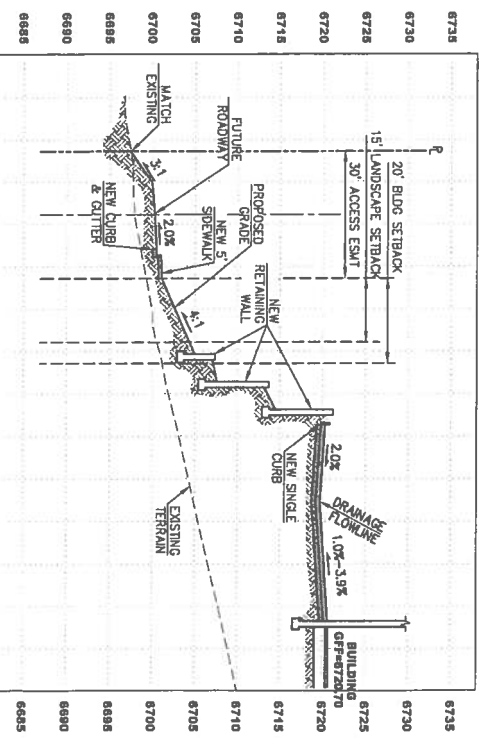 6735
6730
6725
6720
6715
6710
6705
6700
6695
6690
6685
PL
20' BLDG SETBACK
15' LANDSCAPE SETBACK
30' ACCESS ESMT
MATCH
EXISTING
3:1
FUTURE
ROADWAY
2.0%
NEW CURB
& GUTTER
NEW 5'
SIDEWALK
PROPOSED
GRADE
4:1
NEW
RETAINING
WALL
NEW SINGLE
CURB
2.0%
DRAINAGE
FLOWLINE
1.0%-3.9%
EXISTING
TERRAIN
BUILDING
GFF=6720.70
6735
6730
6725
6720
6715
6710
6705
6700
6695
6690
6685